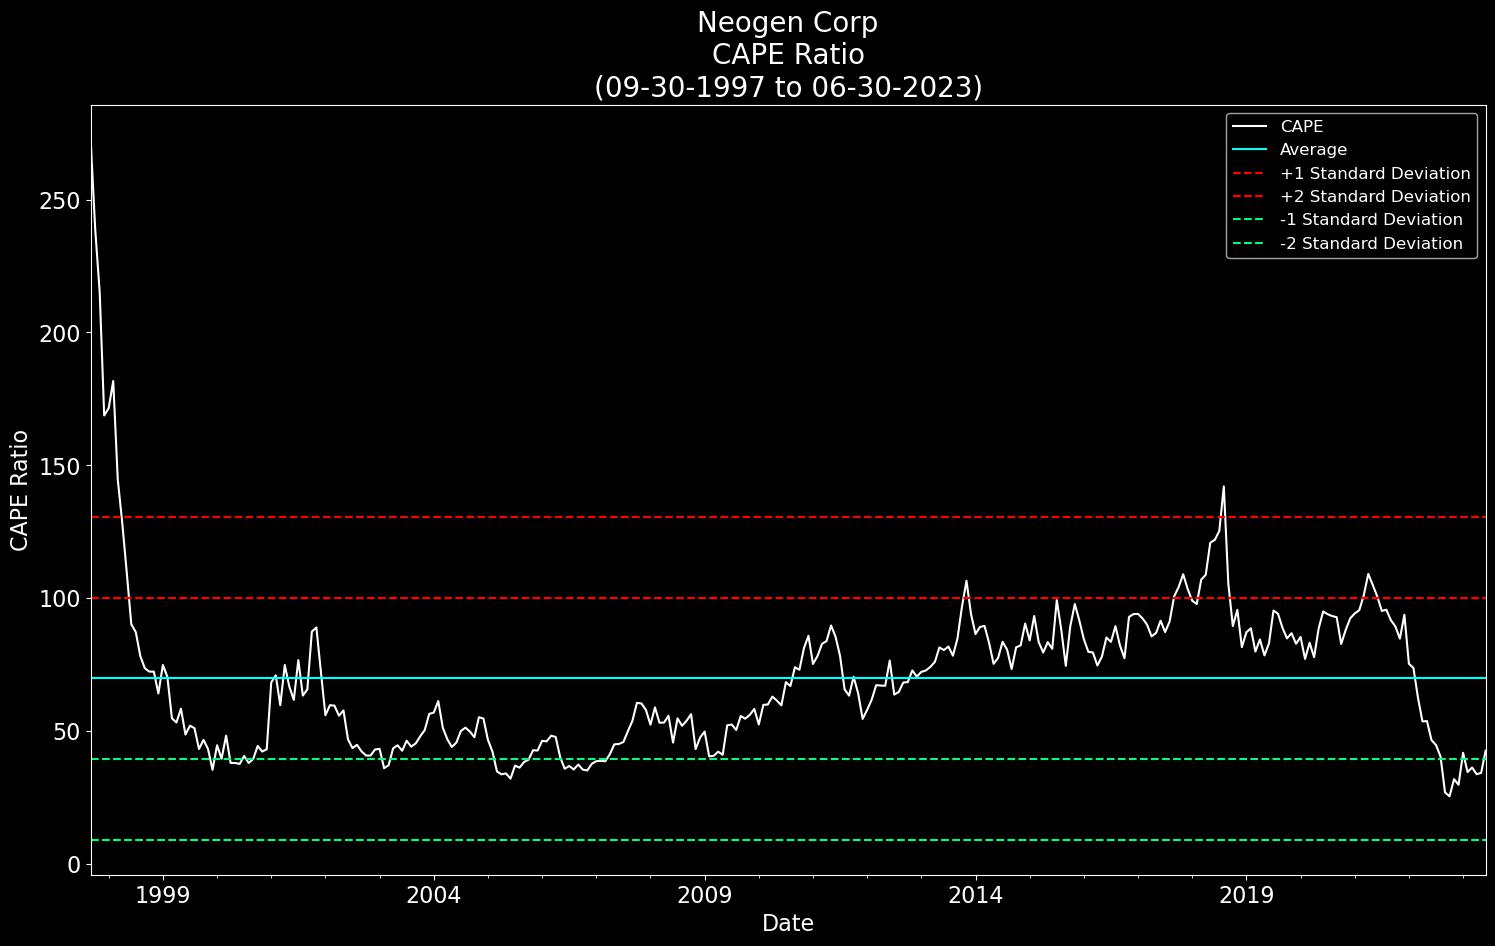 Neogen Corp
CAPE Ratio
(09-30-1997 to 06-30-2023)
CAPE
Average
+1 Standard Deviation
+2 Standard Deviation
-1 Standard Deviation
-2 Standard Deviation
CAPE Ratio
250
200
150
100
50
0
1999
2004
2009
2014
2019
Date